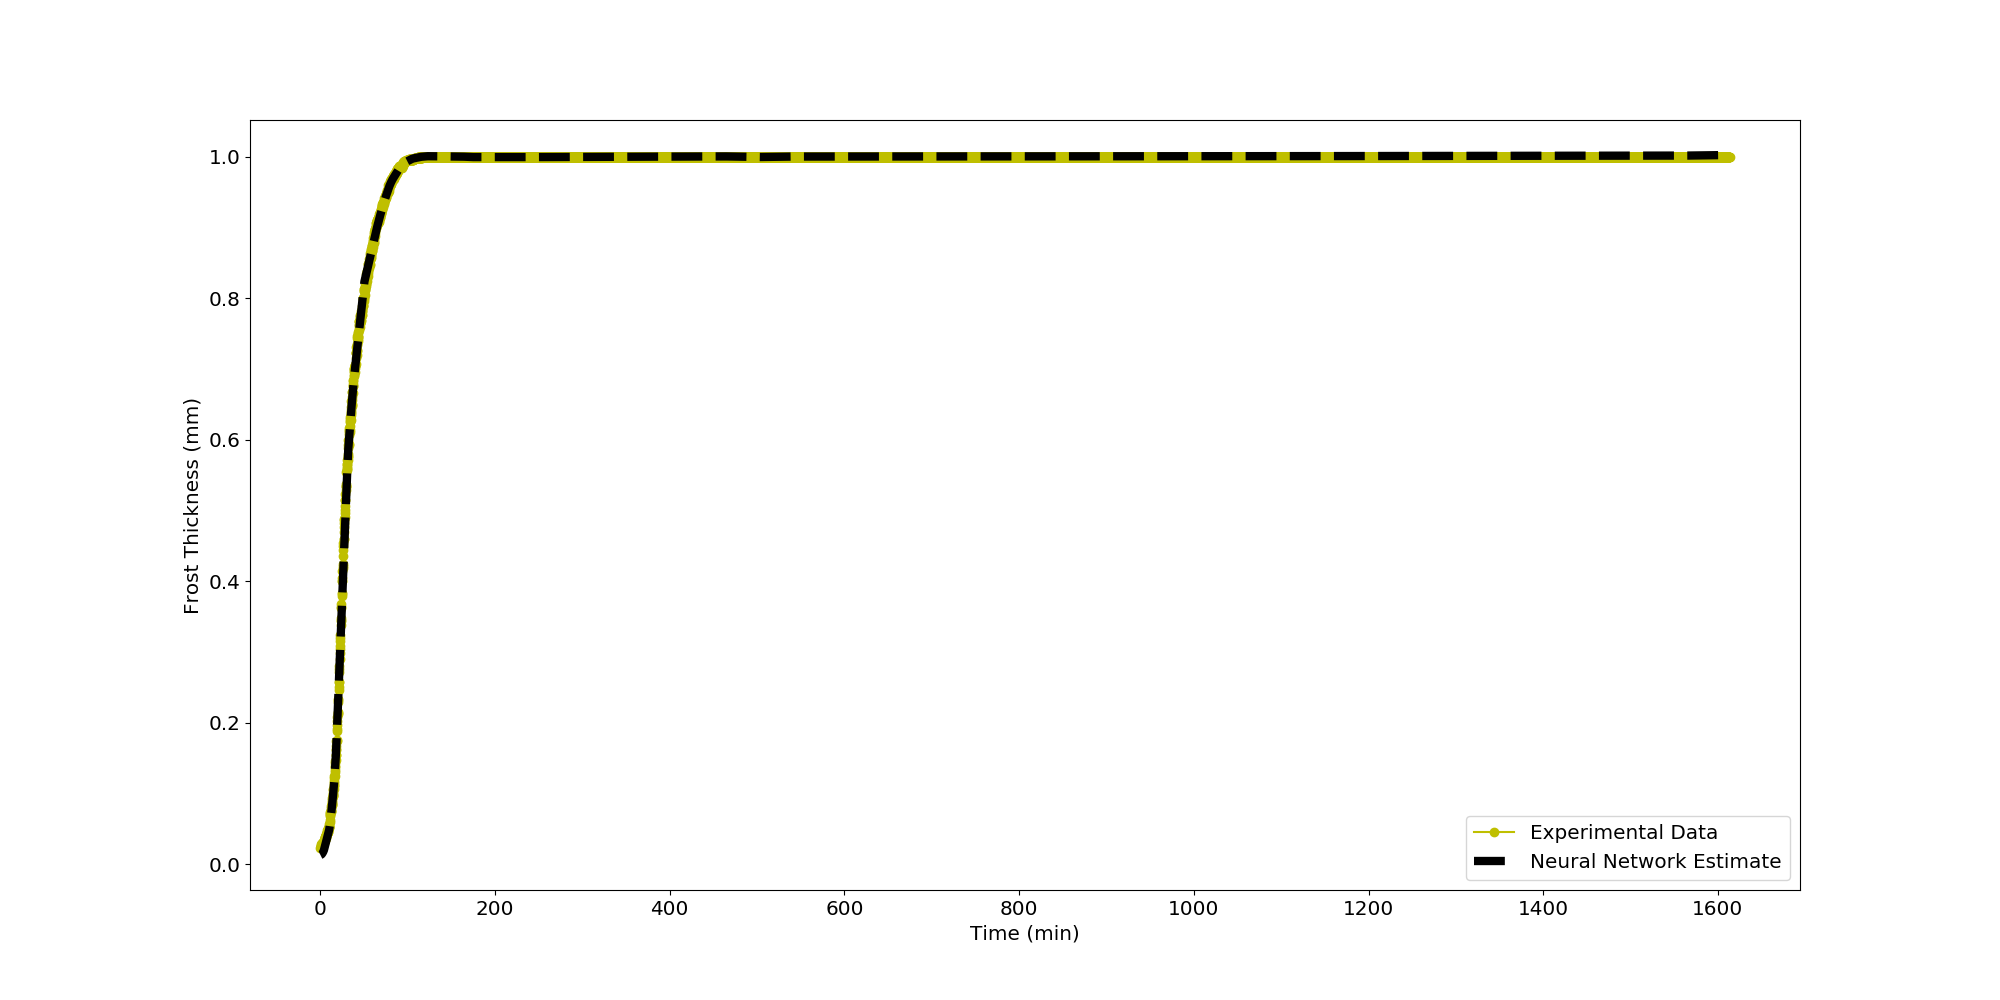 1.0
0.8
0.6
0.4
0.2
0.0
Frost Thickness (mm)
0 200 400 600 800 1000 1200 1400 1600
Time (min)
Experimental Data
Neural Network Estimate